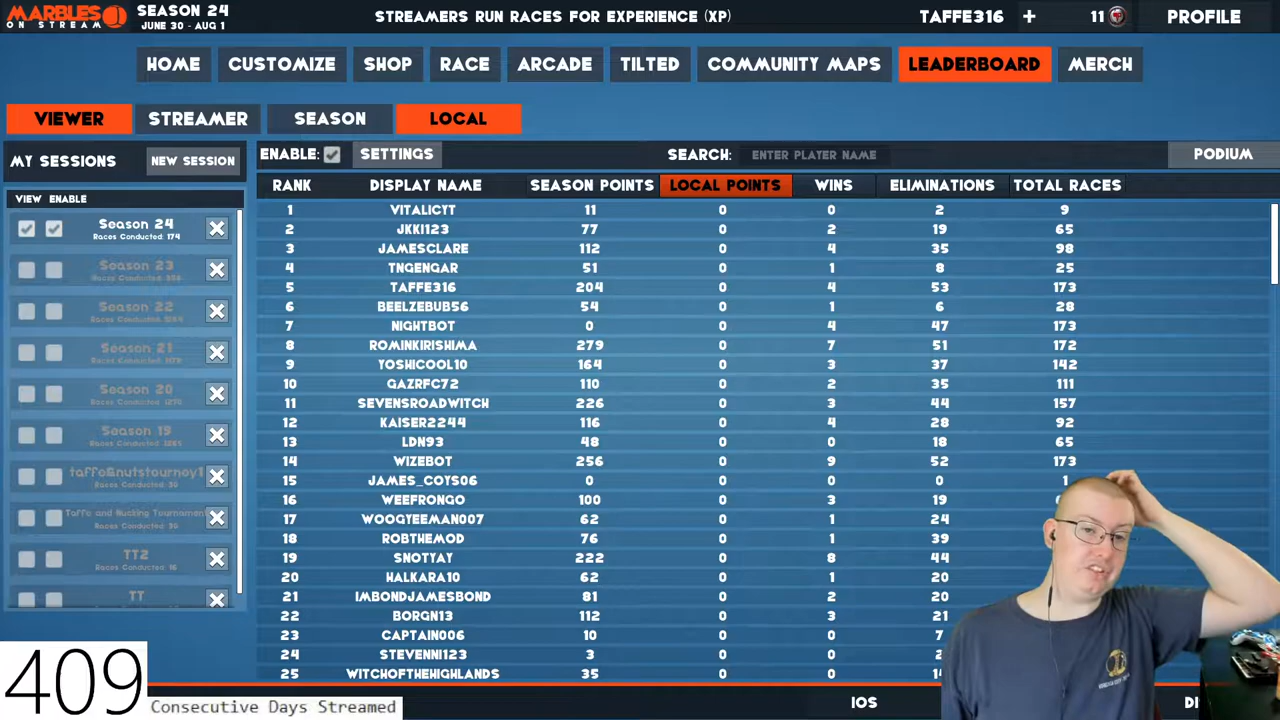 MARBLES
ON STREAM
SEASON 24
JUNE 30 - AUG 1
STREAMERS RUN RACES FOR EXPERIENCE (XP)
TAFFE316 + 11 PROFILE
HOME CUSTOMIZE SHOP RACE ARCADE TILTED COMMUNITY MAPS LEADERBOARD MERCH
VIEWER STREAMER SEASON LOCAL
MY SESSIONS NEW SESSION
ENABLE: SETTINGS SEARCH: ENTER PLAYER NAME PODIUM
VIEW ENABLE
Season 24
Races Conducted: 174
Season 23
Season 22
Season 21
Season 20
Season 19
taffe&nutstourney1
Races Conducted: 30
Taffe and Nucking Tournament
Races Conducted: 30
TT2
Races Conducted: 16
TT
RANK DISPLAY NAME SEASON POINTS LOCAL POINTS WINS ELIMINATIONS TOTAL RACES
1 VITALICYT 11 0 0 2 9
2 JKKI123 77 0 2 19 65
3 JAMESCLARE 112 0 4 35 98
4 TNGENGAR 51 0 1 8 25
5 TAFFE316 204 0 4 53 173
6 BEELZEBUB56 54 0 1 6 28
7 NIGHTBOT 0 0 4 47 173
8 ROMINKIRISHIMA 279 0 7 51 172
9 YOSHICOOL10 164 0 3 37 142
10 GAZRFC72 110 0 2 35 111
11 SEVENSROADWITCH 226 0 3 44 157
12 KAISER2244 116 0 4 28 92
13 LDN93 48 0 0 18 65
14 WIZEBOT 256 0 9 52 173
15 JAMES_COYS06 0 0 0 0 1
16 WEEFRONGO 100 0 3 19
17 WOOGYEEMAN007 62 0 1 24
18 ROBTHEMOD 76 0 1 39
19 SNOTYAY 222 0 8 44
20 HALKARA10 62 0 1 20
21 IMBONDJAMESBOND 81 0 2 20
22 BORGN13 112 0 3 21
23 CAPTAIN006 10 0 0 7
24 STEVENNI123 3 0 0
25 WITCHOFTHEHIGHLANDS 35 0 0
409
Consecutive Days Streamed
IOS